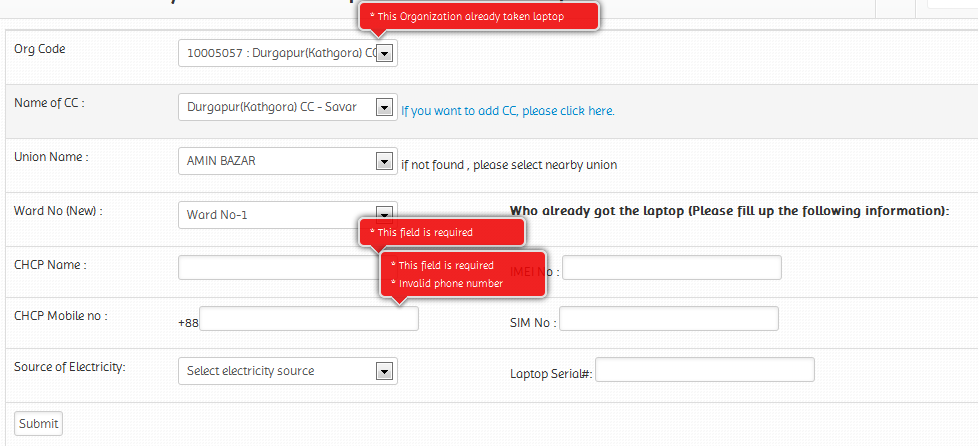 * This Organization already taken laptop
Org Code
10005057 : Durgapur(Kathgora) CC
Name of CC :
Durgapur(Kathgora) CC - Savar
If you want to add CC, please click here.
Union Name :
AMIN BAZAR
if not found , please select nearby union
Ward No (New) :
Ward No-1
Who already got the laptop (Please fill up the following information):
* This field is required
CHCP Name :
* This field is required
* Invalid phone number
IMEI No :
CHCP Mobile no :
+88
SIM No :
Source of Electricity:
Select electricity source
Laptop Serial#:
Submit